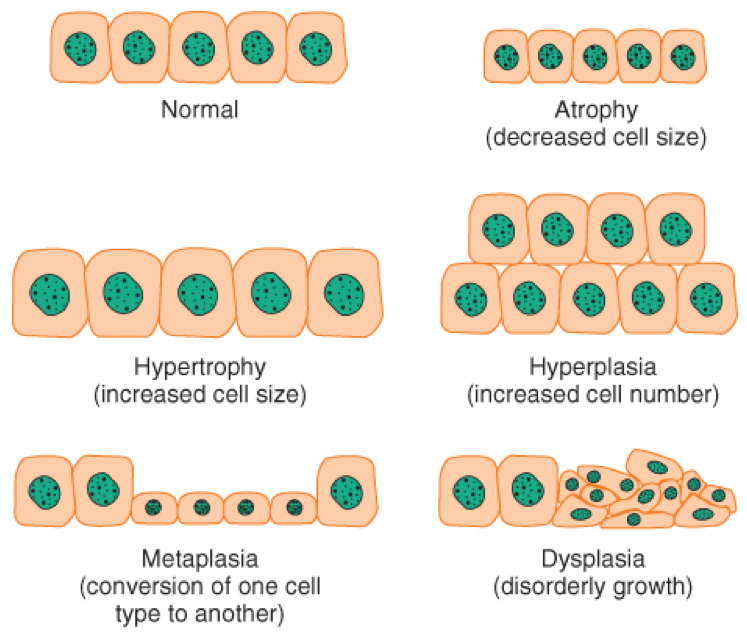 Normal
Atrophy
(decreased cell size)
Hypertrophy
(increased cell size)
Hyperplasia
(increased cell number)
Metaplasia
(conversion of one cell
type to another)
Dysplasia
(disorderly growth)